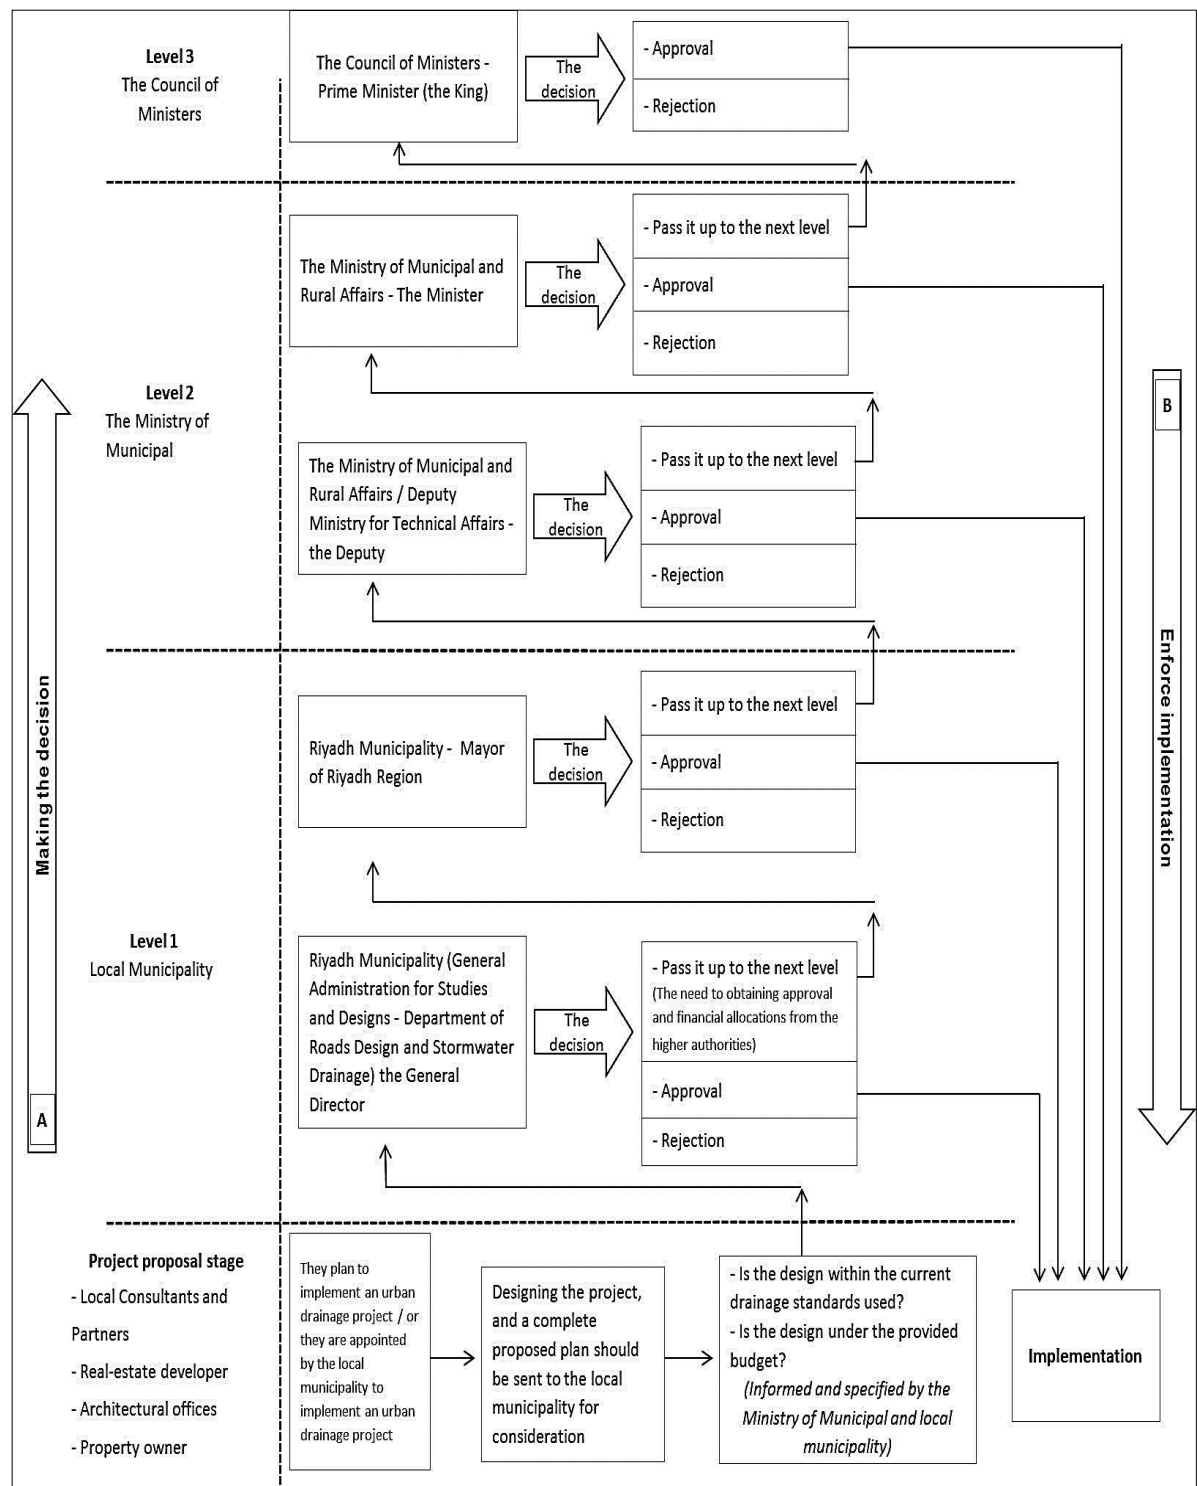 Level 3
The Council of
Ministers
The Council of Ministers -
Prime Minister (the King)
The
decision
- Approval
- Rejection
Level 2
The Ministry of
Municipal
The Ministry of Municipal and
Rural Affairs - The Minister
The
decision
- Pass it up to the next level
- Approval
- Rejection
The Ministry of Municipal and
Rural Affairs / Deputy
Ministry for Technical Affairs -
the Deputy
The
decision
- Pass it up to the next level
- Approval
- Rejection
Level 1
Local Municipality
Riyadh Municipality - Mayor
of Riyadh Region
The
decision
- Pass it up to the next level
- Approval
- Rejection
Riyadh Municipality (General
Administration for Studies
and Designs - Department of
Roads Design and Stormwater
Drainage) the General
Director
The
decision
- Pass it up to the next level
(The need to obtaining approval
and financial allocations from the
higher authorities)
- Approval
- Rejection
Making the decision
A
B
Enforce implementation
Project proposal stage
- Local Consultants and
Partners
- Real-estate developer
- Architectural offices
- Property owner
They plan to
implement an urban
drainage project / or
they are appointed
by the local
municipality to
implement an urban
drainage project
Designing the project,
and a complete
proposed plan should
be sent to the local
municipality for
consideration
- Is the design within the current
drainage standards used?
- Is the design under the provided
budget?
(Informed and specified by the
Ministry of Municipal and local
municipality)
Implementation